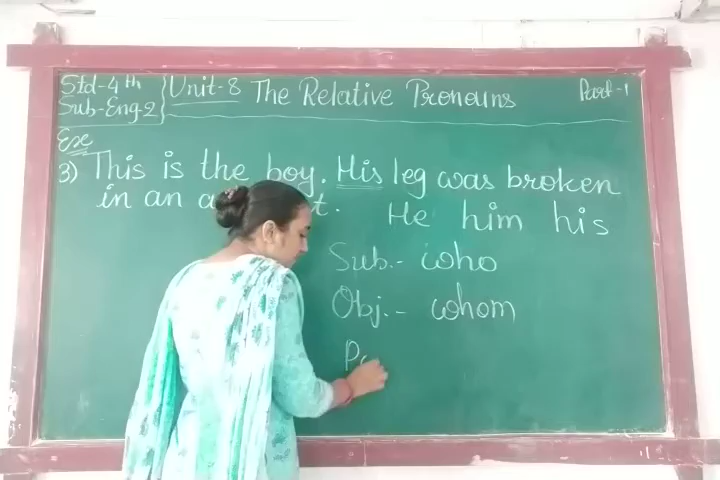 Std-4th
Sub-Eng-2
Unit-8 The Relative Pronouns
Part-1
Exe
3) This is the boy. His leg was broken
in an
He him his
Sub.- who
Obj.- whom